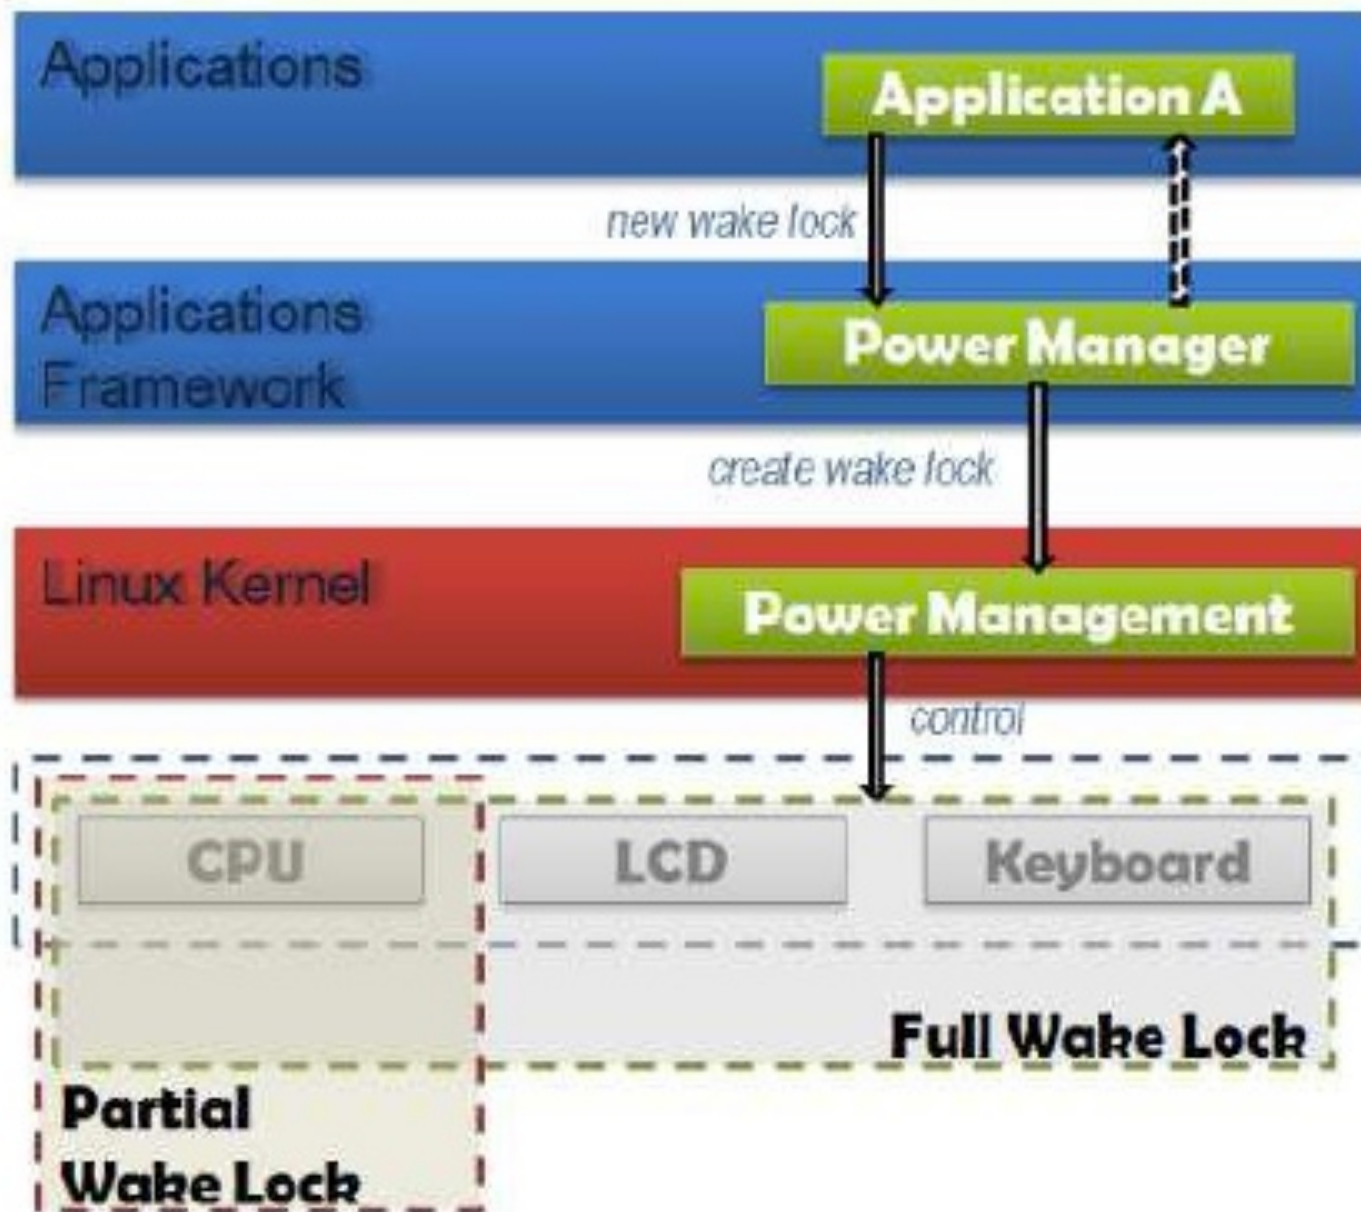 Applications
Application A
new wake lock
Applications
Framework
Power Manager
create wake lock
Linux Kernel
Power Management
control
CPU
LCD
Keyboard
Full Wake Lock
Partial
Wake Lock